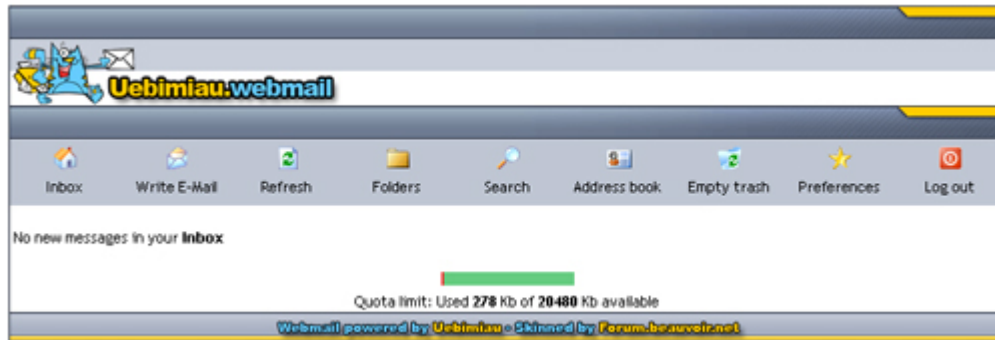 Uebimiau.webmail
Inbox Write E-Mail Refresh Folders Search Address book Empty trash Preferences Log out
No new messages in your Inbox
Quota limit: Used 278 Kb of 20480 Kb available
Webmail powered by Uebimiau - Skinned by Forum.beauvoir.net